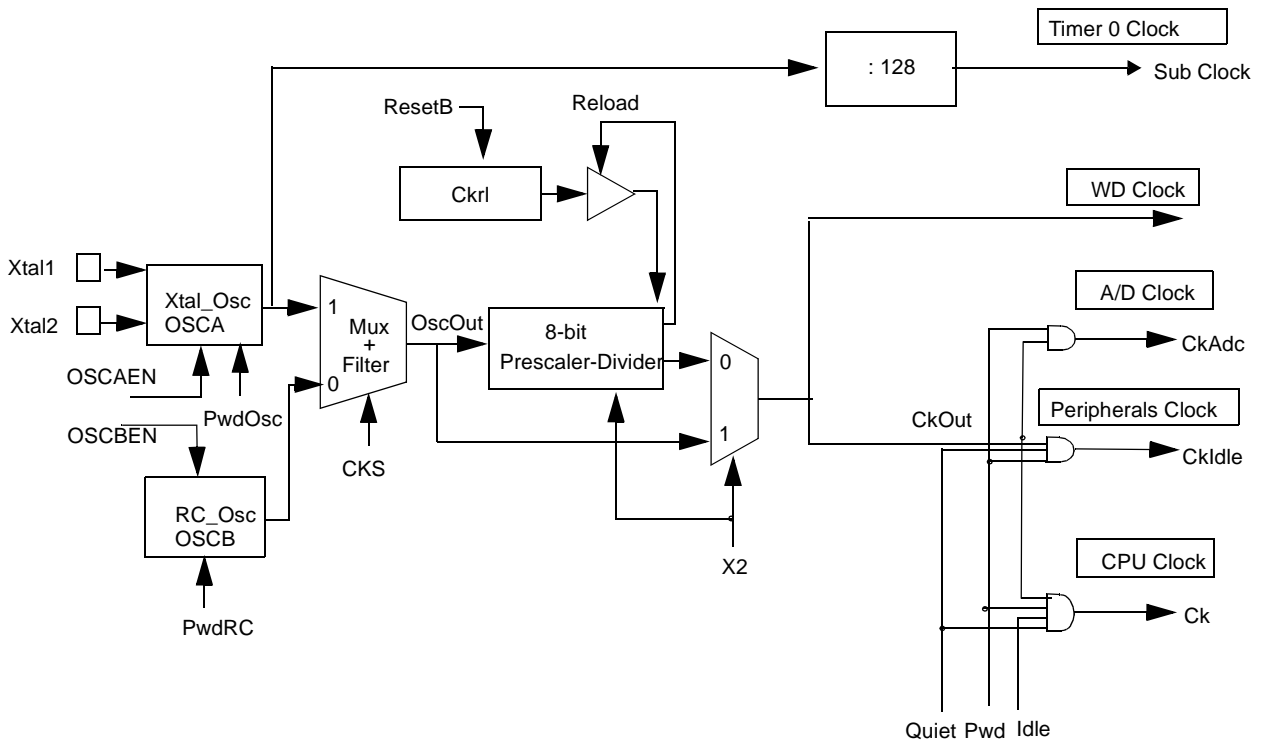 Timer 0 Clock
: 128
Sub Clock
ResetB
Reload
Ckrl
WD Clock
Xtal1
Xtal2
Xtal_Osc
OSCA
1
Mux
+
Filter
0
OscOut
8-bit
Prescaler-Divider
0
1
A/D Clock
CkAdc
OSCAEN
PwdOsc
OSCBEN
CKS
CkOut
Peripherals Clock
CkIdle
RC_Osc
OSCB
X2
CPU Clock
Ck
PwdRC
Quiet Pwd Idle